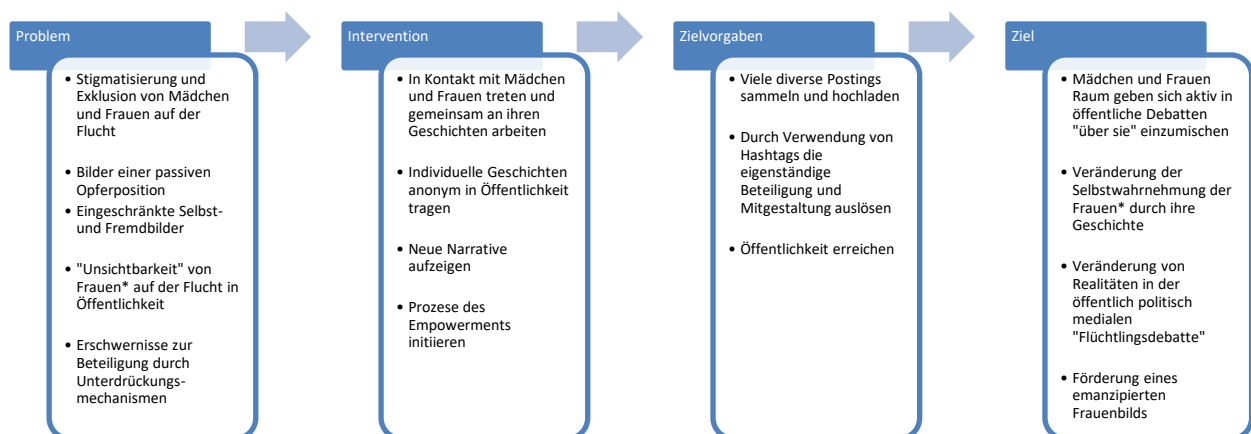 Problem
• Stigmatisierung und
Exklusion von Mädchen
und Frauen auf der
Flucht
• Bilder einer passiven
Opferposition
• Eingeschränkte Selbst-
und Fremdbilder
• "Unsichtbarkeit" von
Frauen* auf der Flucht in
Öffentlichkeit
• Erschwernisse zur
Beteiligung durch
Unterdrückungs-
mechanismen
Intervention
• In Kontakt mit Mädchen
und Frauen treten und
gemeinsam an ihren
Geschichten arbeiten
• Individuelle Geschichten
anonym in Öffentlichkeit
tragen
• Neue Narrative
aufzeigen
• Prozese des
Empowerments
initiieren
Zielvorgaben
• Viele diverse Postings
sammeln und hochladen
• Durch Verwendung von
Hashtags die
eigenständige
Beteiligung und
Mitgestaltung auslösen
• Öffentlichkeit erreichen
Ziel
• Mädchen und Frauen
Raum geben sich aktiv in
öffentliche Debatten
"über sie" einzumischen
• Veränderung der
Selbstwahrnehmung der
Frauen* durch ihre
Geschichte
• Veränderung von
Realitäten in der
öffentlich politisch
medialen
"Flüchtlingsdebatte"
• Förderung eines
emanzipierten
Frauenbilds